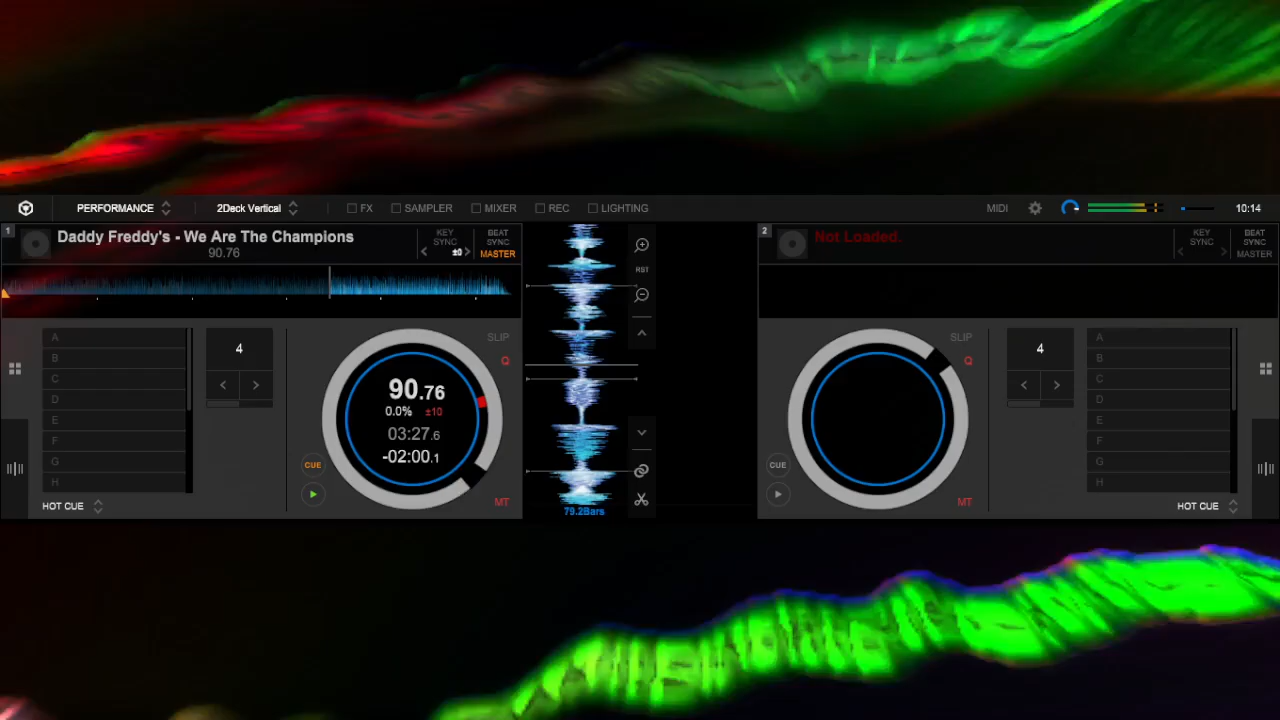 PERFORMANCE 2Deck Vertical FX SAMPLER MIXER REC LIGHTING MIDI 10:14
1 Daddy Freddy's - We Are The Champions
90.76
KEY SYNC
±0
BEAT SYNC
MASTER
RST
2 Not Loaded.
KEY SYNC
BEAT SYNC
MASTER
A
B
C
D
E
F
G
H
HOT CUE
4
SLIP
Q
90.76
0.0% ±10
03:27.6
-02:00.1
CUE
MT
79.2Bars
SLIP
Q
CUE
MT
4
A
B
C
D
E
F
G
H
HOT CUE